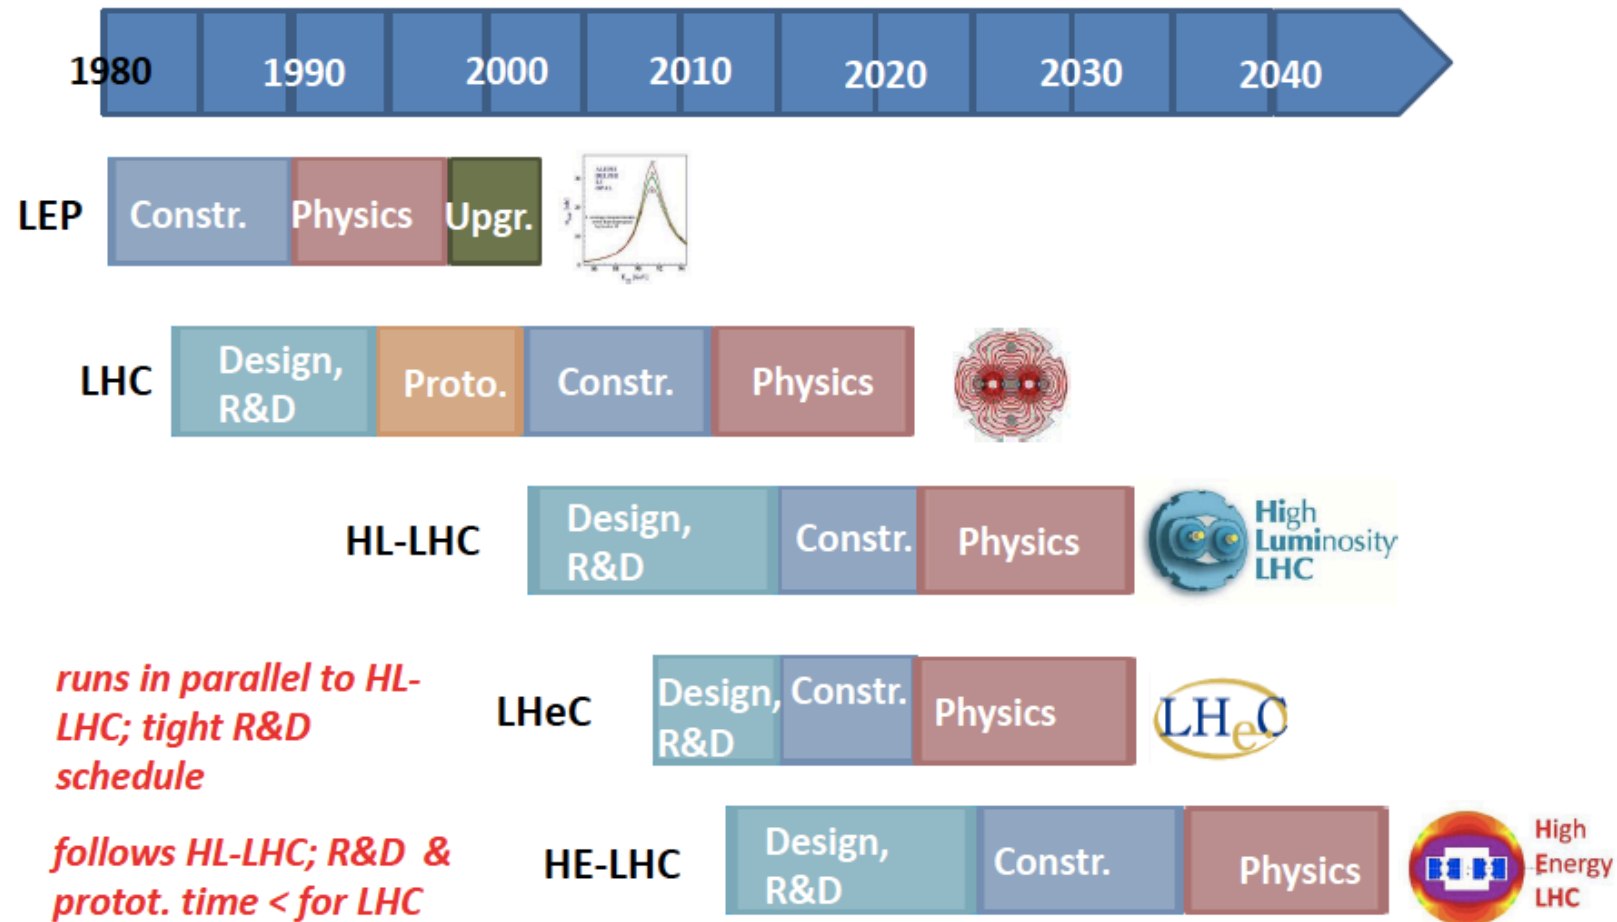 1980 1990 2000 2010 2020 2030 2040
LEP Constr. Physics Upgr.
LHC Design,
R&D Proto. Constr. Physics
HL-LHC Design,
R&D Constr. Physics
High
Luminosity
LHC
runs in parallel to HL-
LHC; tight R&D
schedule
LHeC Design,
R&D Constr. Physics
LHeC
follows HL-LHC; R&D &
protot. time < for LHC
HE-LHC Design,
R&D Constr. Physics
High
Energy
LHC